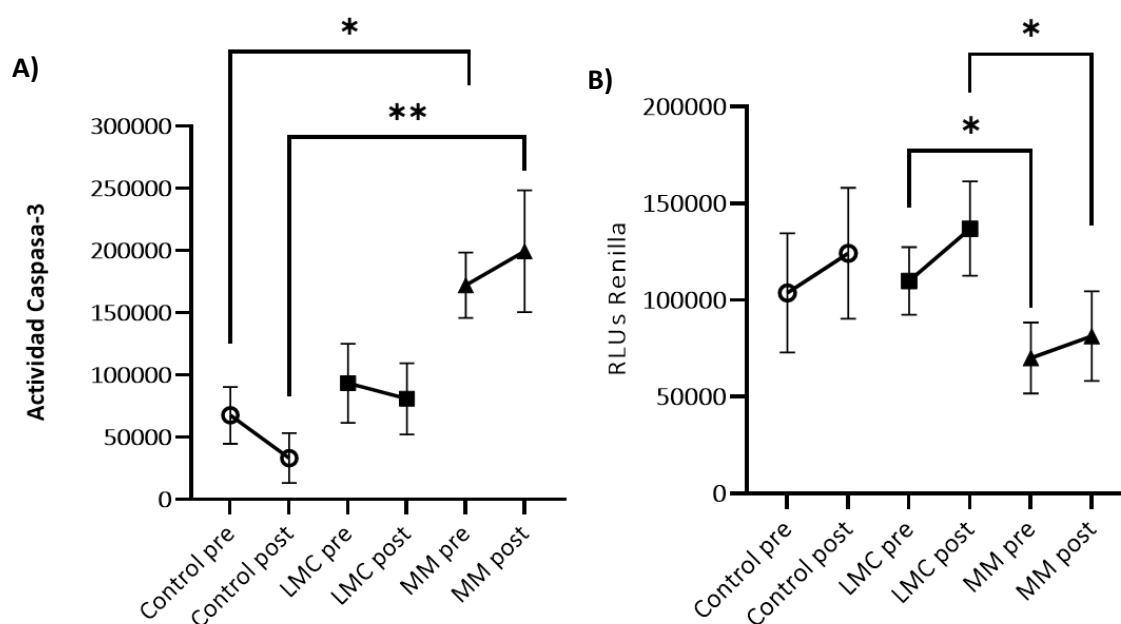 A)
*
**
Actividad Caspasa-3
300000
250000
200000
150000
100000
50000
0
Control pre
Control post
LMC pre
LMC post
MM pre
MM post
B)
*
*
RLUs Renilla
200000
150000
100000
50000
0
Control pre
Control post
LMC pre
LMC post
MM pre
MM post